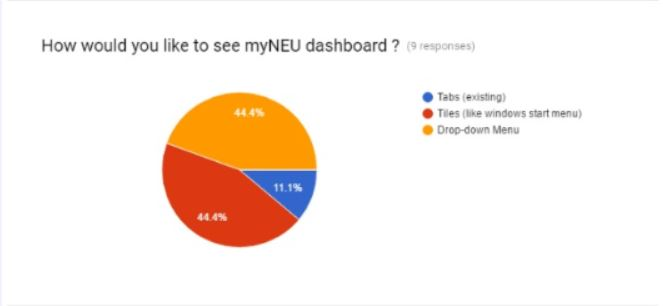 How would you like to see myNEU dashboard ? (9 responses)
Tabs (existing)
Tiles (like windows start menu)
Drop-down Menu
44.4%
11.1%
44.4%